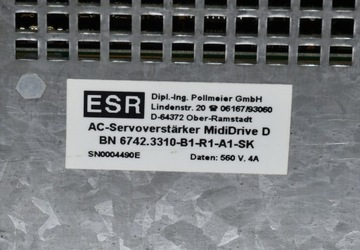 ESR
Dipl.-Ing. Pollmeier GmbH
Lindenstr. 20 ☎ 06167/93060
D-64372 Ober-Ramstadt
AC-Servoverstärker MidiDrive D
BN 6742.3310-B1-R1-A1-SK
SN0004490E Daten: 560 V. 4A